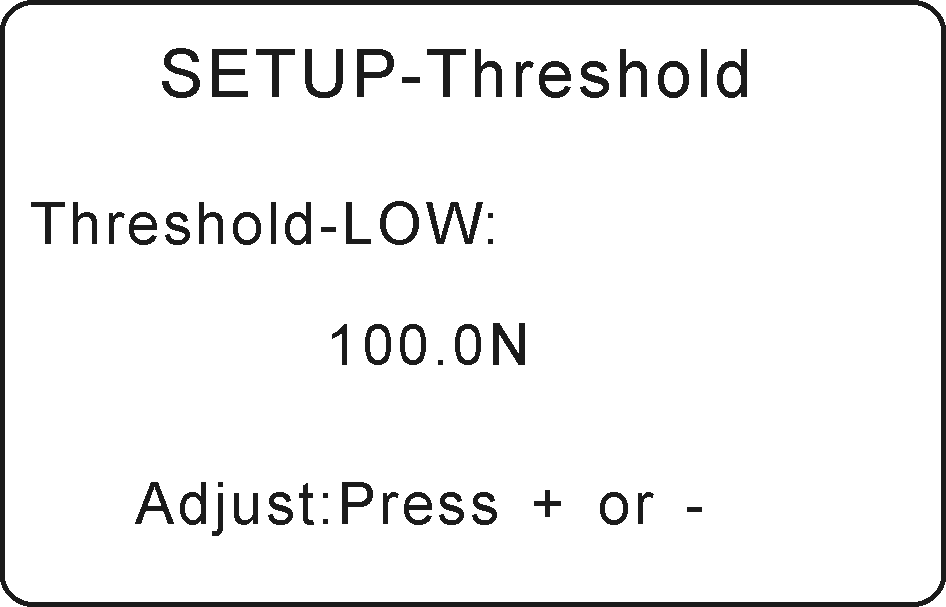 SETUP-Threshold
Threshold-LOW:
100.0N
Adjust:Press + or -